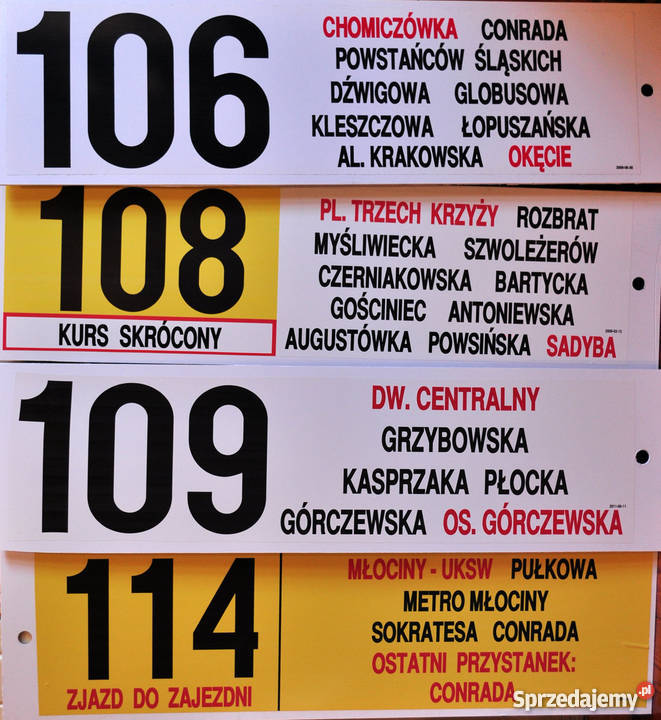 106
CHOMICZÓWKA CONRADA
POWSTAŃCÓW ŚLĄSKICH
DŹWIGOWA GLOBUSOWA
KLESZCZOWA ŁOPUSZAŃSKA
AL. KRAKOWSKA OKĘCIE
108
KURS SKRÓCONY
PL. TRZECH KRZYŻY ROZBRAT
MYŚLIWIECKA SZWOLEŻERÓW
CZERNIAKOWSKA BARTYCKA
GOŚCINIEC ANTONIEWSKA
AUGUSTÓWKA POWSIŃSKA SADYBA
109
DW. CENTRALNY
GRZYBOWSKA
KASPRZAKA PŁOCKA
GÓRCZEWSKA OS. GÓRCZEWSKA
114
ZJAZD DO ZAJEZDNI
MŁOCINY - UKSW PUŁKOWA
METRO MŁOCINY
SOKRATESA CONRADA
OSTATNI PRZYSTANEK:
CONRADA
Sprzedajemy.pl